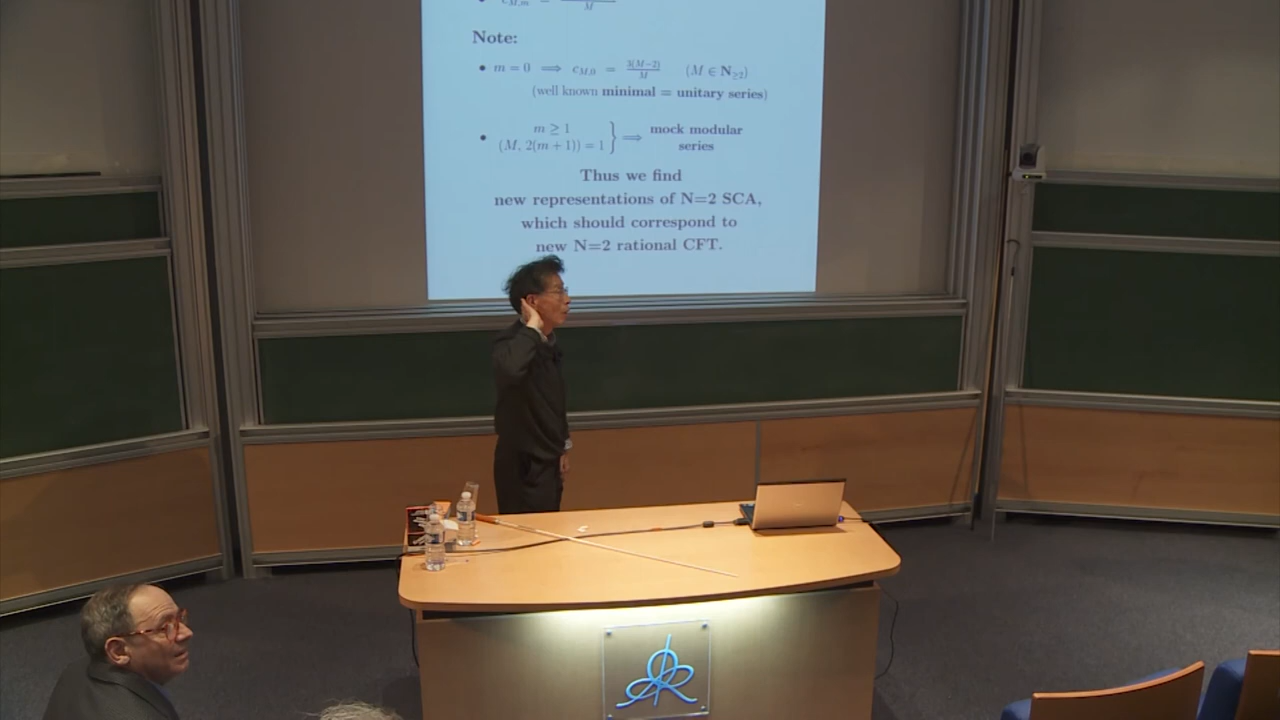 • c_{M,m} = M
Note:
• m = 0 ⟹ c_{M,0} = 3(M−2)/M (M ∈ N_{≥2})
(well known minimal = unitary series)
• m ≥ 1
(M, 2(m+1)) = 1 } ⟹ mock modular
series
Thus we find
new representations of N=2 SCA,
which should correspond to
new N=2 rational CFT.